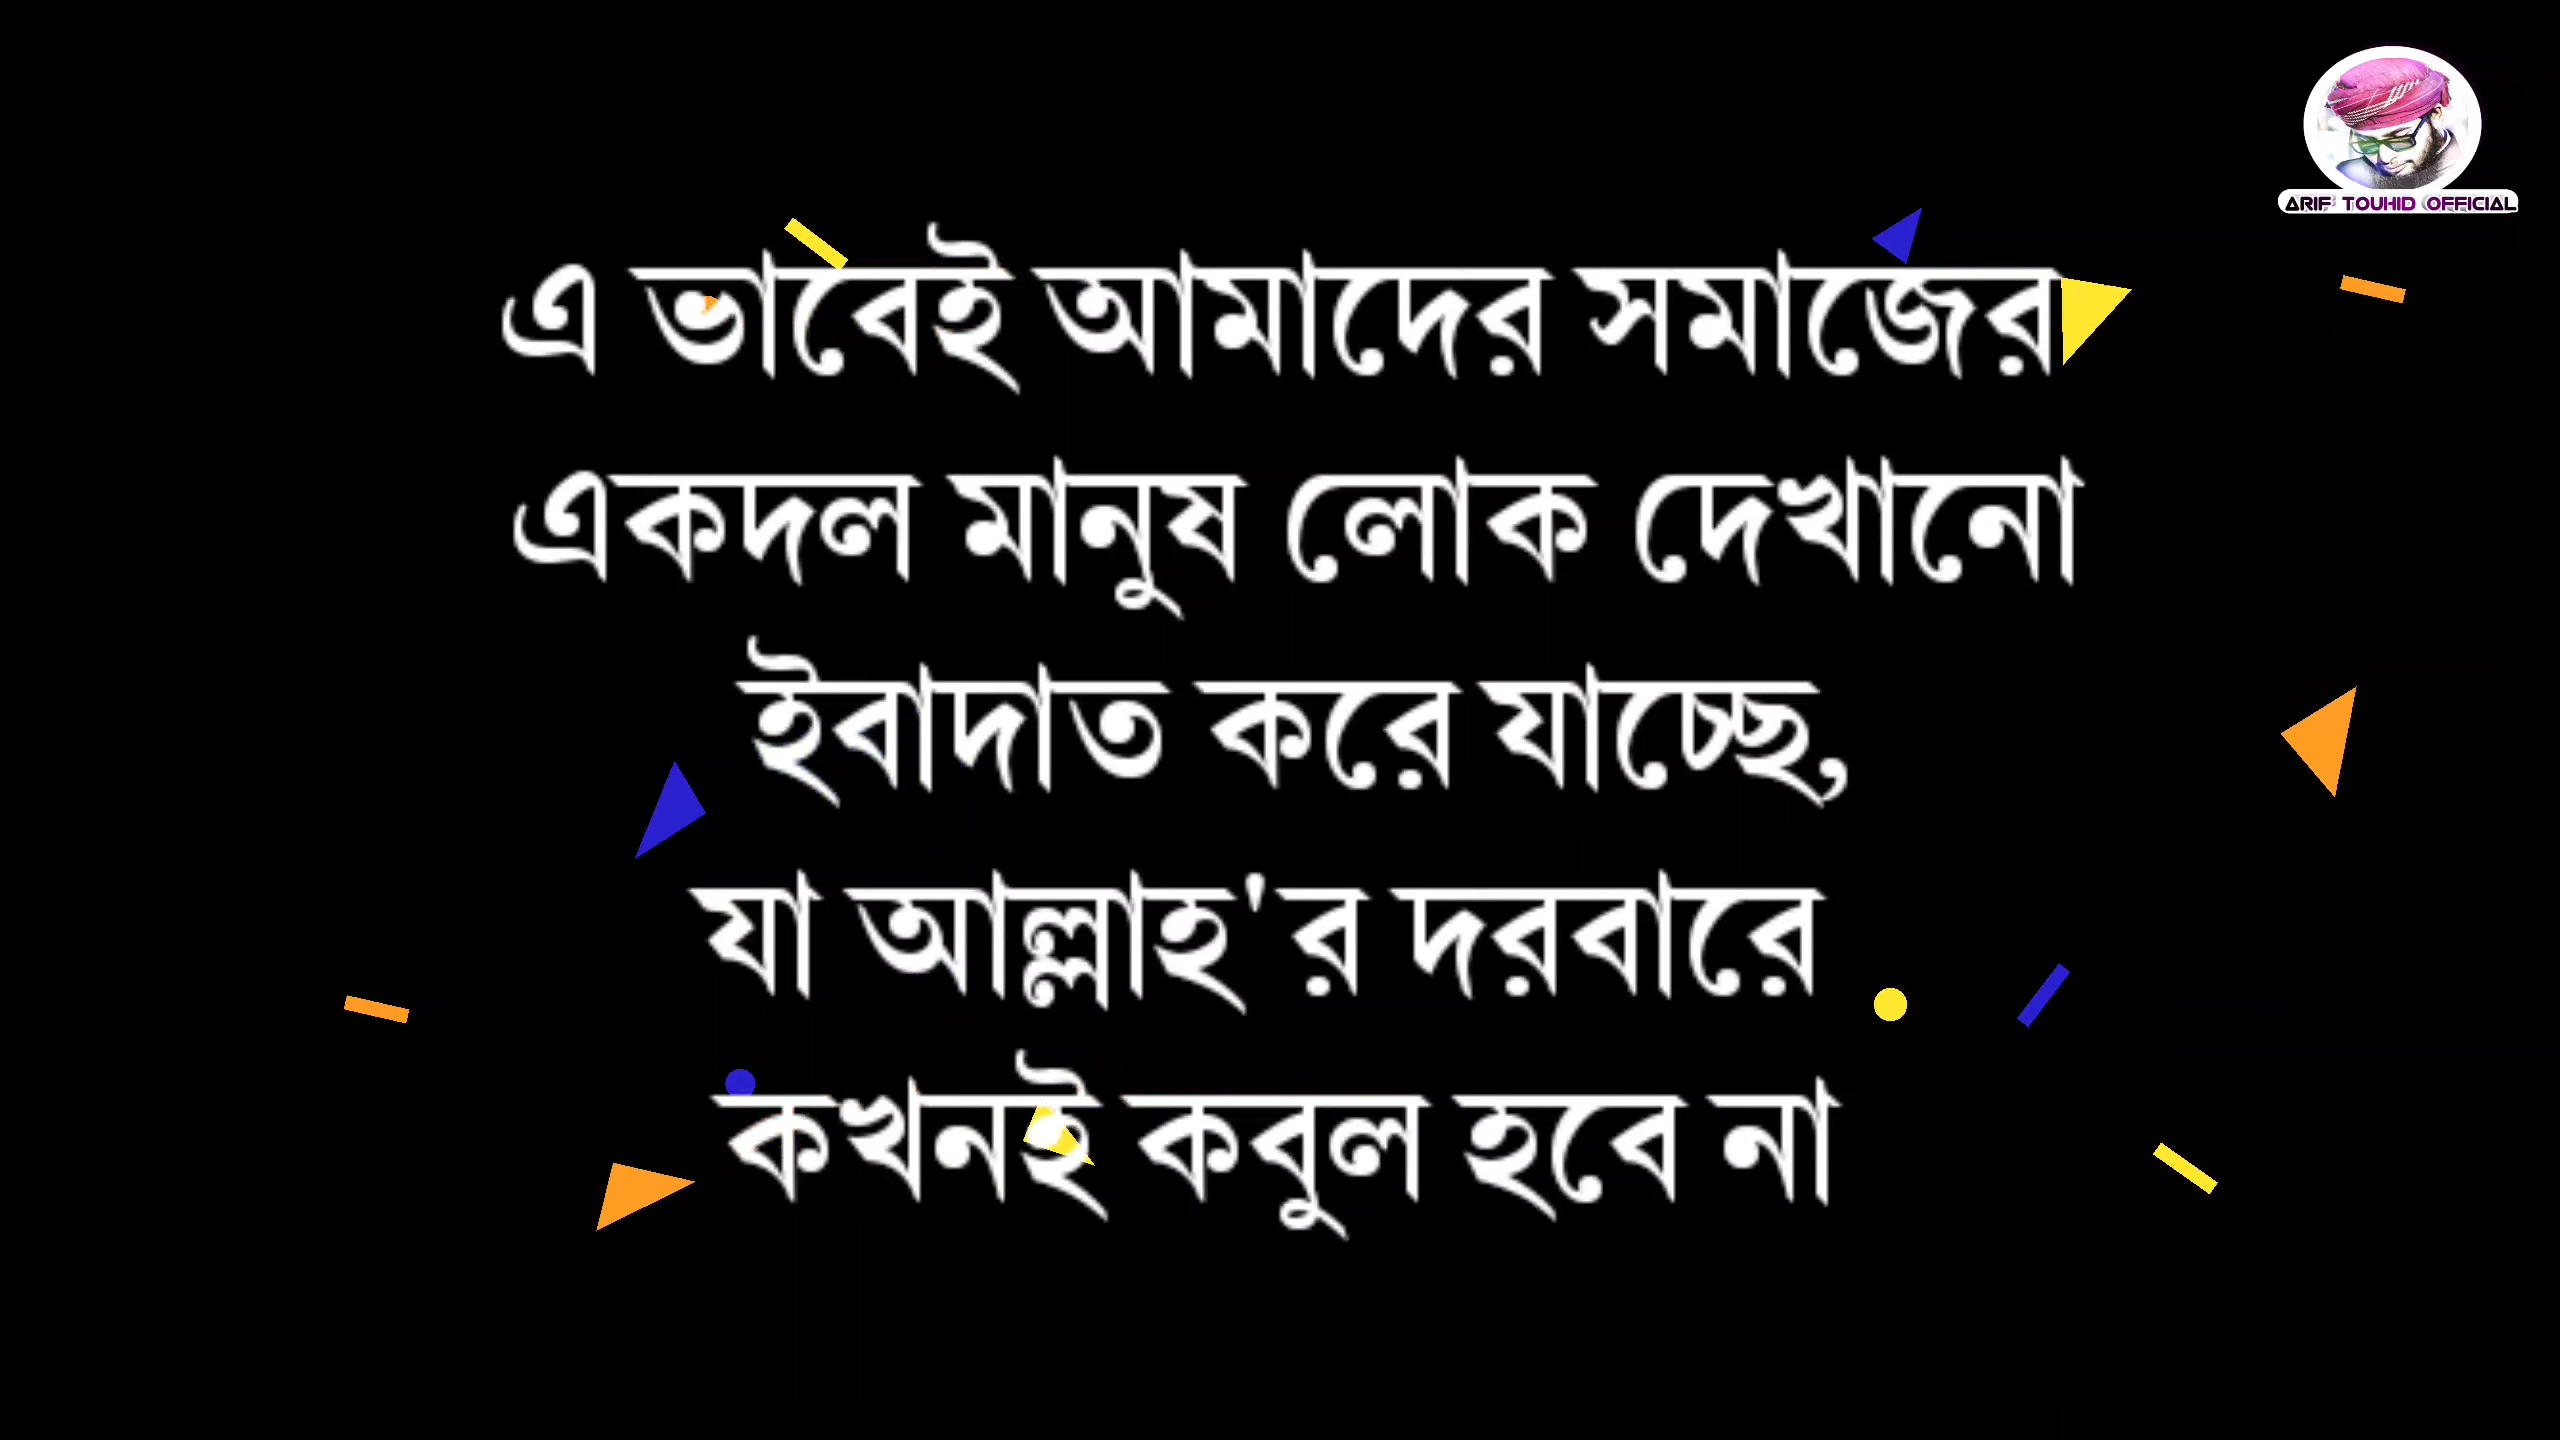 ARIF TOUHID OFFICIAL
এ ভাবেই আমাদের সমাজের
একদল মানুষ লোক দেখানো
ইবাদাত করে যাচ্ছে,
যা আল্লাহ'র দরবারে
কখনই কবুল হবে না